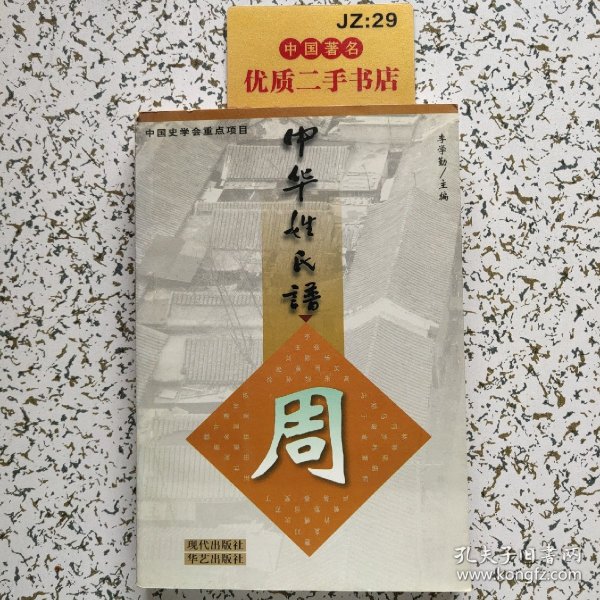 JZ:29
中国著名
优质二手书店
中国史学会重点项目
李学勤/主编
中华姓氏譜
周
现代出版社
华艺出版社
孔夫子旧书网
www.kongfz.com